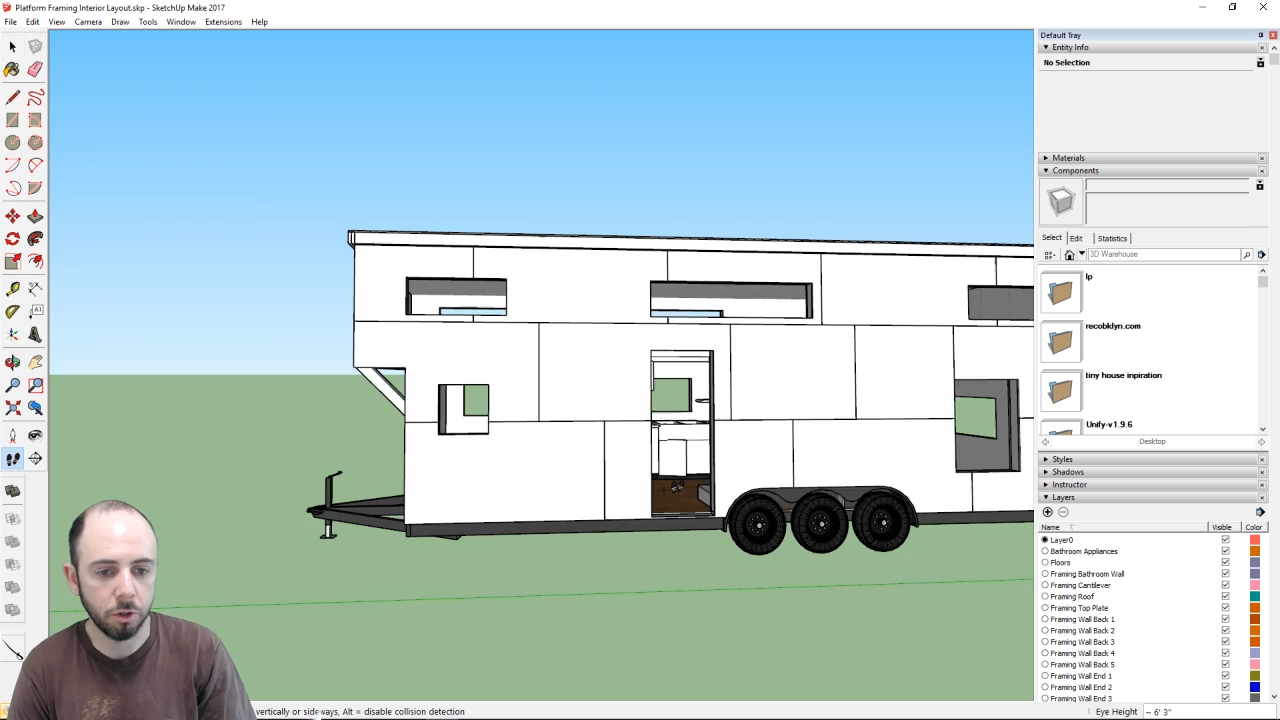 Platform Framing Interior Layout.skp - SketchUp Make 2017
File Edit View Camera Draw Tools Window Extensions Help
Default Tray
Entity Info
No Selection
Materials
Components
Select Edit Statistics
3D Warehouse
lp
recobklyn.com
tiny house inpiration
Unify-v1.9.6
Desktop
Styles
Shadows
Instructor
Layers
Name Visible Color
Layer0
Bathroom Appliances
Floors
Framing Bathroom Wall
Framing Cantilever
Framing Roof
Framing Top Plate
Framing Wall Back 1
Framing Wall Back 2
Framing Wall Back 3
Framing Wall Back 4
Framing Wall Back 5
Framing Wall End 1
Framing Wall End 2
Framing Wall End 3
vertically or sideways, Alt = disable collision detection
Eye Height ~ 6' 3"